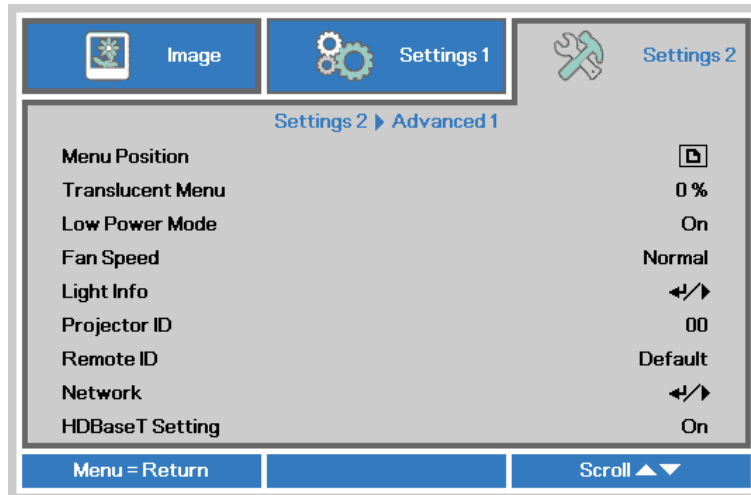 Image Settings 1 Settings 2
Settings 2 Advanced 1
Menu Position
Translucent Menu 0 %
Low Power Mode On
Fan Speed Normal
Light Info
Projector ID 00
Remote ID Default
Network
HDBaseT Setting On
Menu = Return Scroll